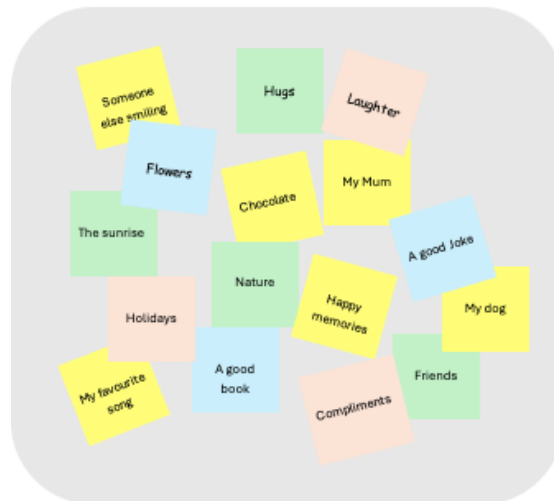 Someone
else smiling
Hugs
Laughter
Flowers
Chocolate
My Mum
The sunrise
A good Joke
Nature
Happy
memories
My dog
Holidays
My favourite
song
A good
book
Compliments
Friends